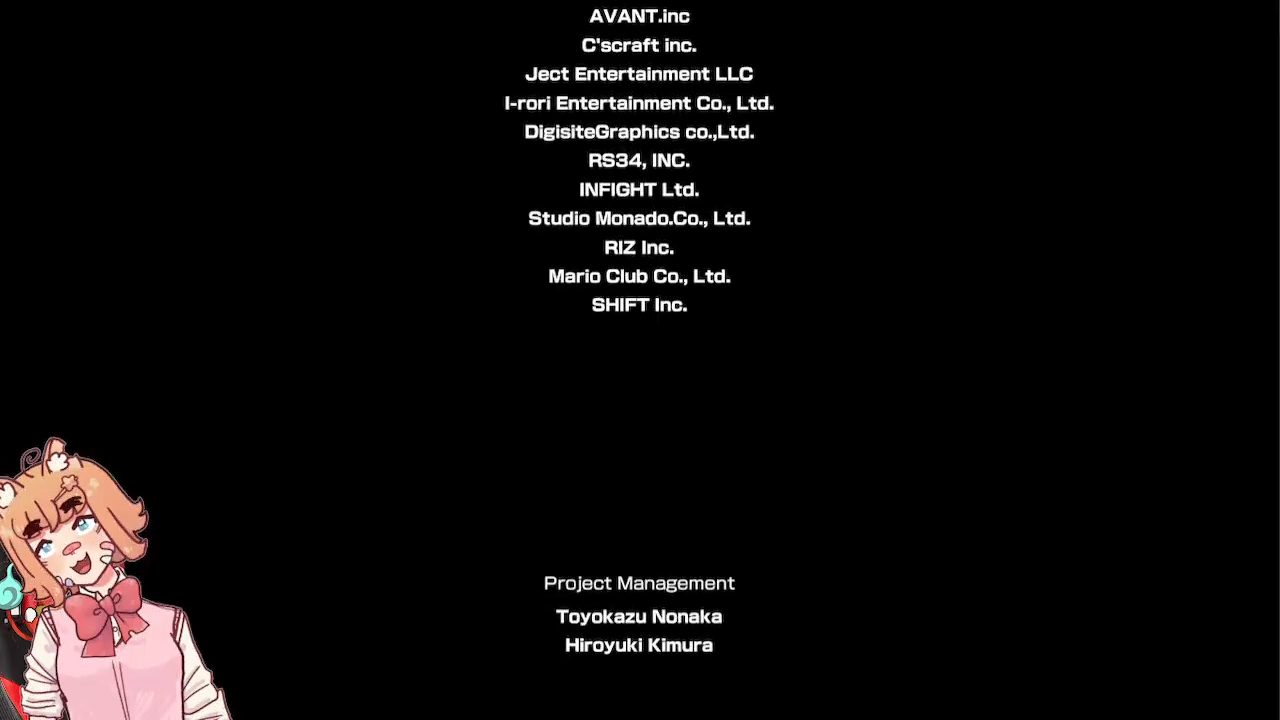 AVANT.inc
C'scraft inc.
Ject Entertainment LLC
I-rori Entertainment Co., Ltd.
DigisiteGraphics co.,Ltd.
RS34, INC.
INFIGHT Ltd.
Studio Monado.Co., Ltd.
RIZ Inc.
Mario Club Co., Ltd.
SHIFT Inc.
Project Management
Toyokazu Nonaka
Hiroyuki Kimura